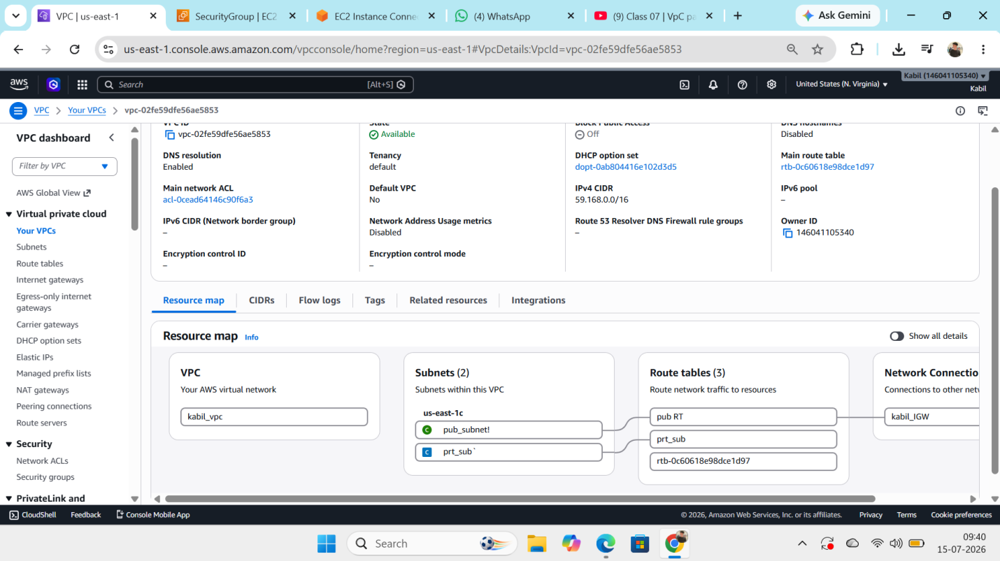 VPC | us-east-1
SecurityGroup | EC2
EC2 Instance Conne
(4) WhatsApp
(9) Class 07 | VpC pa
Ask Gemini
us-east-1.console.aws.amazon.com/vpcconsole/home?region=us-east-1#VpcDetails:VpcId=vpc-02fe59dfe56ae5853
aws
Search
[Alt+S]
United States (N. Virginia)
Kabil (146041105340)
Kabil
VPC
Your VPCs
vpc-02fe59dfe56ae5853
VPC dashboard
Filter by VPC
AWS Global View
Virtual private cloud
Your VPCs
Subnets
Route tables
Internet gateways
Egress-only internet
gateways
Carrier gateways
DHCP option sets
Elastic IPs
Managed prefix lists
NAT gateways
Peering connections
Route servers
Security
Network ACLs
Security groups
PrivateLink and
VPC ID
vpc-02fe59dfe56ae5853
State
Available
Block Public Access
Off
DNS hostnames
Disabled
DNS resolution
Enabled
Tenancy
default
DHCP option set
dopt-0ab804416e102d3d5
Main route table
rtb-0c60618e98dce1d97
Main network ACL
acl-0cead64146c90f6a3
Default VPC
No
IPv4 CIDR
59.168.0.0/16
IPv6 pool
–
IPv6 CIDR (Network border group)
–
Network Address Usage metrics
Disabled
Route 53 Resolver DNS Firewall rule groups
–
Owner ID
146041105340
Encryption control ID
–
Encryption control mode
–
Resource map
CIDRs
Flow logs
Tags
Related resources
Integrations
Resource map
Info
Show all details
VPC
Your AWS virtual network
kabil_vpc
Subnets (2)
Subnets within this VPC
us-east-1c
C
pub_subnet!
C
prt_sub`
Route tables (3)
Route network traffic to resources
pub RT
prt_sub
rtb-0c60618e98dce1d97
Network Connectio
Connections to other netw
kabil_IGW
CloudShell
Feedback
Console Mobile App
© 2026, Amazon Web Services, Inc. or its affiliates.
Privacy
Terms
Cookie preferences
Search
09:40
15-07-2026